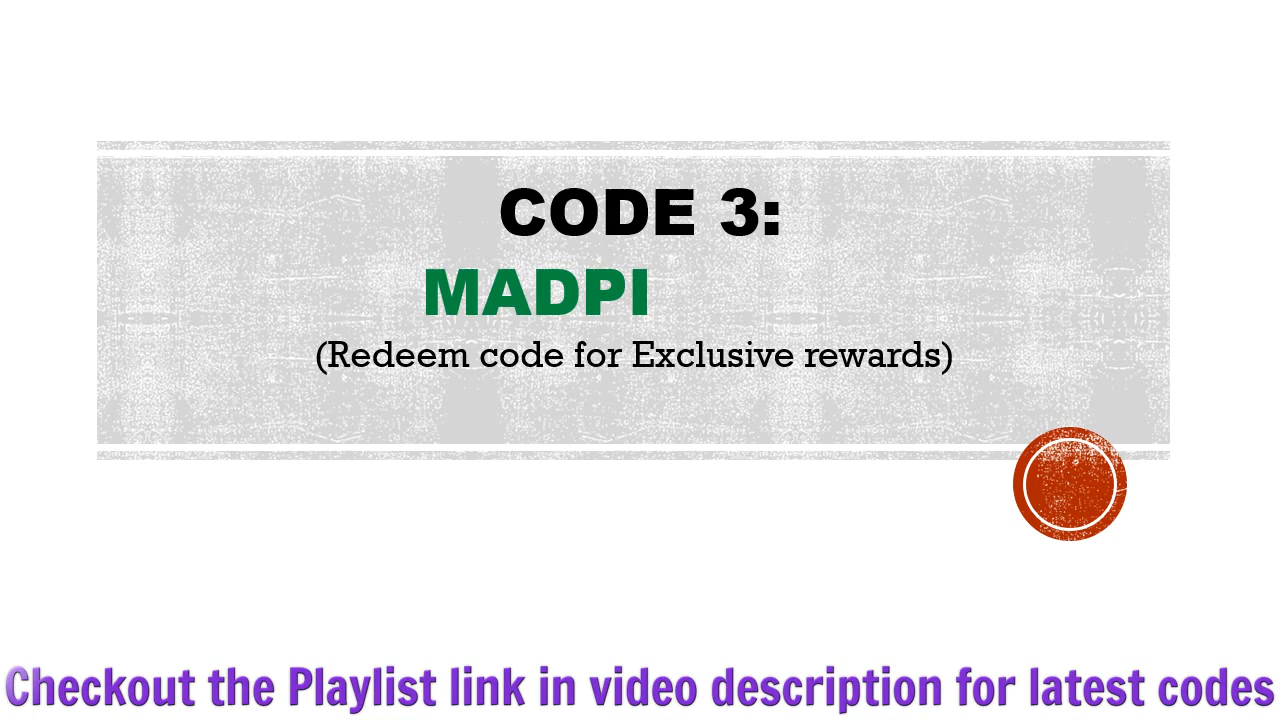 CODE 3:
MADPI
(Redeem code for Exclusive rewards)
Checkout the Playlist link in video description for latest codes